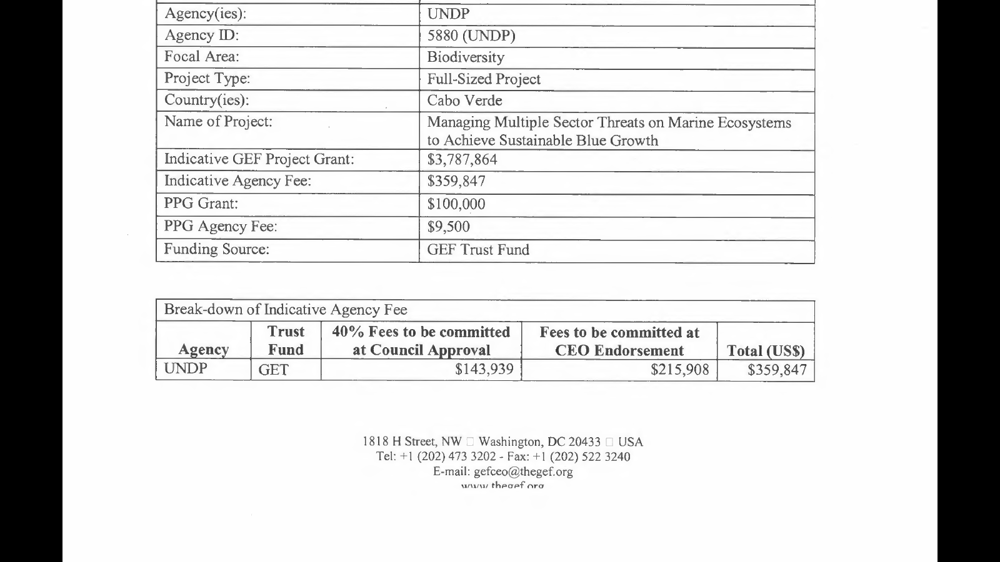 Agency(ies): UNDP
Agency ID: 5880 (UNDP)
Focal Area: Biodiversity
Project Type: Full-Sized Project
Country(ies): Cabo Verde
Name of Project: Managing Multiple Sector Threats on Marine Ecosystems
to Achieve Sustainable Blue Growth
Indicative GEF Project Grant: $3,787,864
Indicative Agency Fee: $359,847
PPG Grant: $100,000
PPG Agency Fee: $9,500
Funding Source: GEF Trust Fund
Break-down of Indicative Agency Fee
Agency Trust Fund 40% Fees to be committed at Council Approval Fees to be committed at CEO Endorsement Total (US$)
UNDP GET $143,939 $215,908 $359,847
1818 H Street, NW □ Washington, DC 20433 □ USA
Tel: +1 (202) 473 3202 - Fax: +1 (202) 522 3240
E-mail: gefceo@thegef.org
www.thegef.org